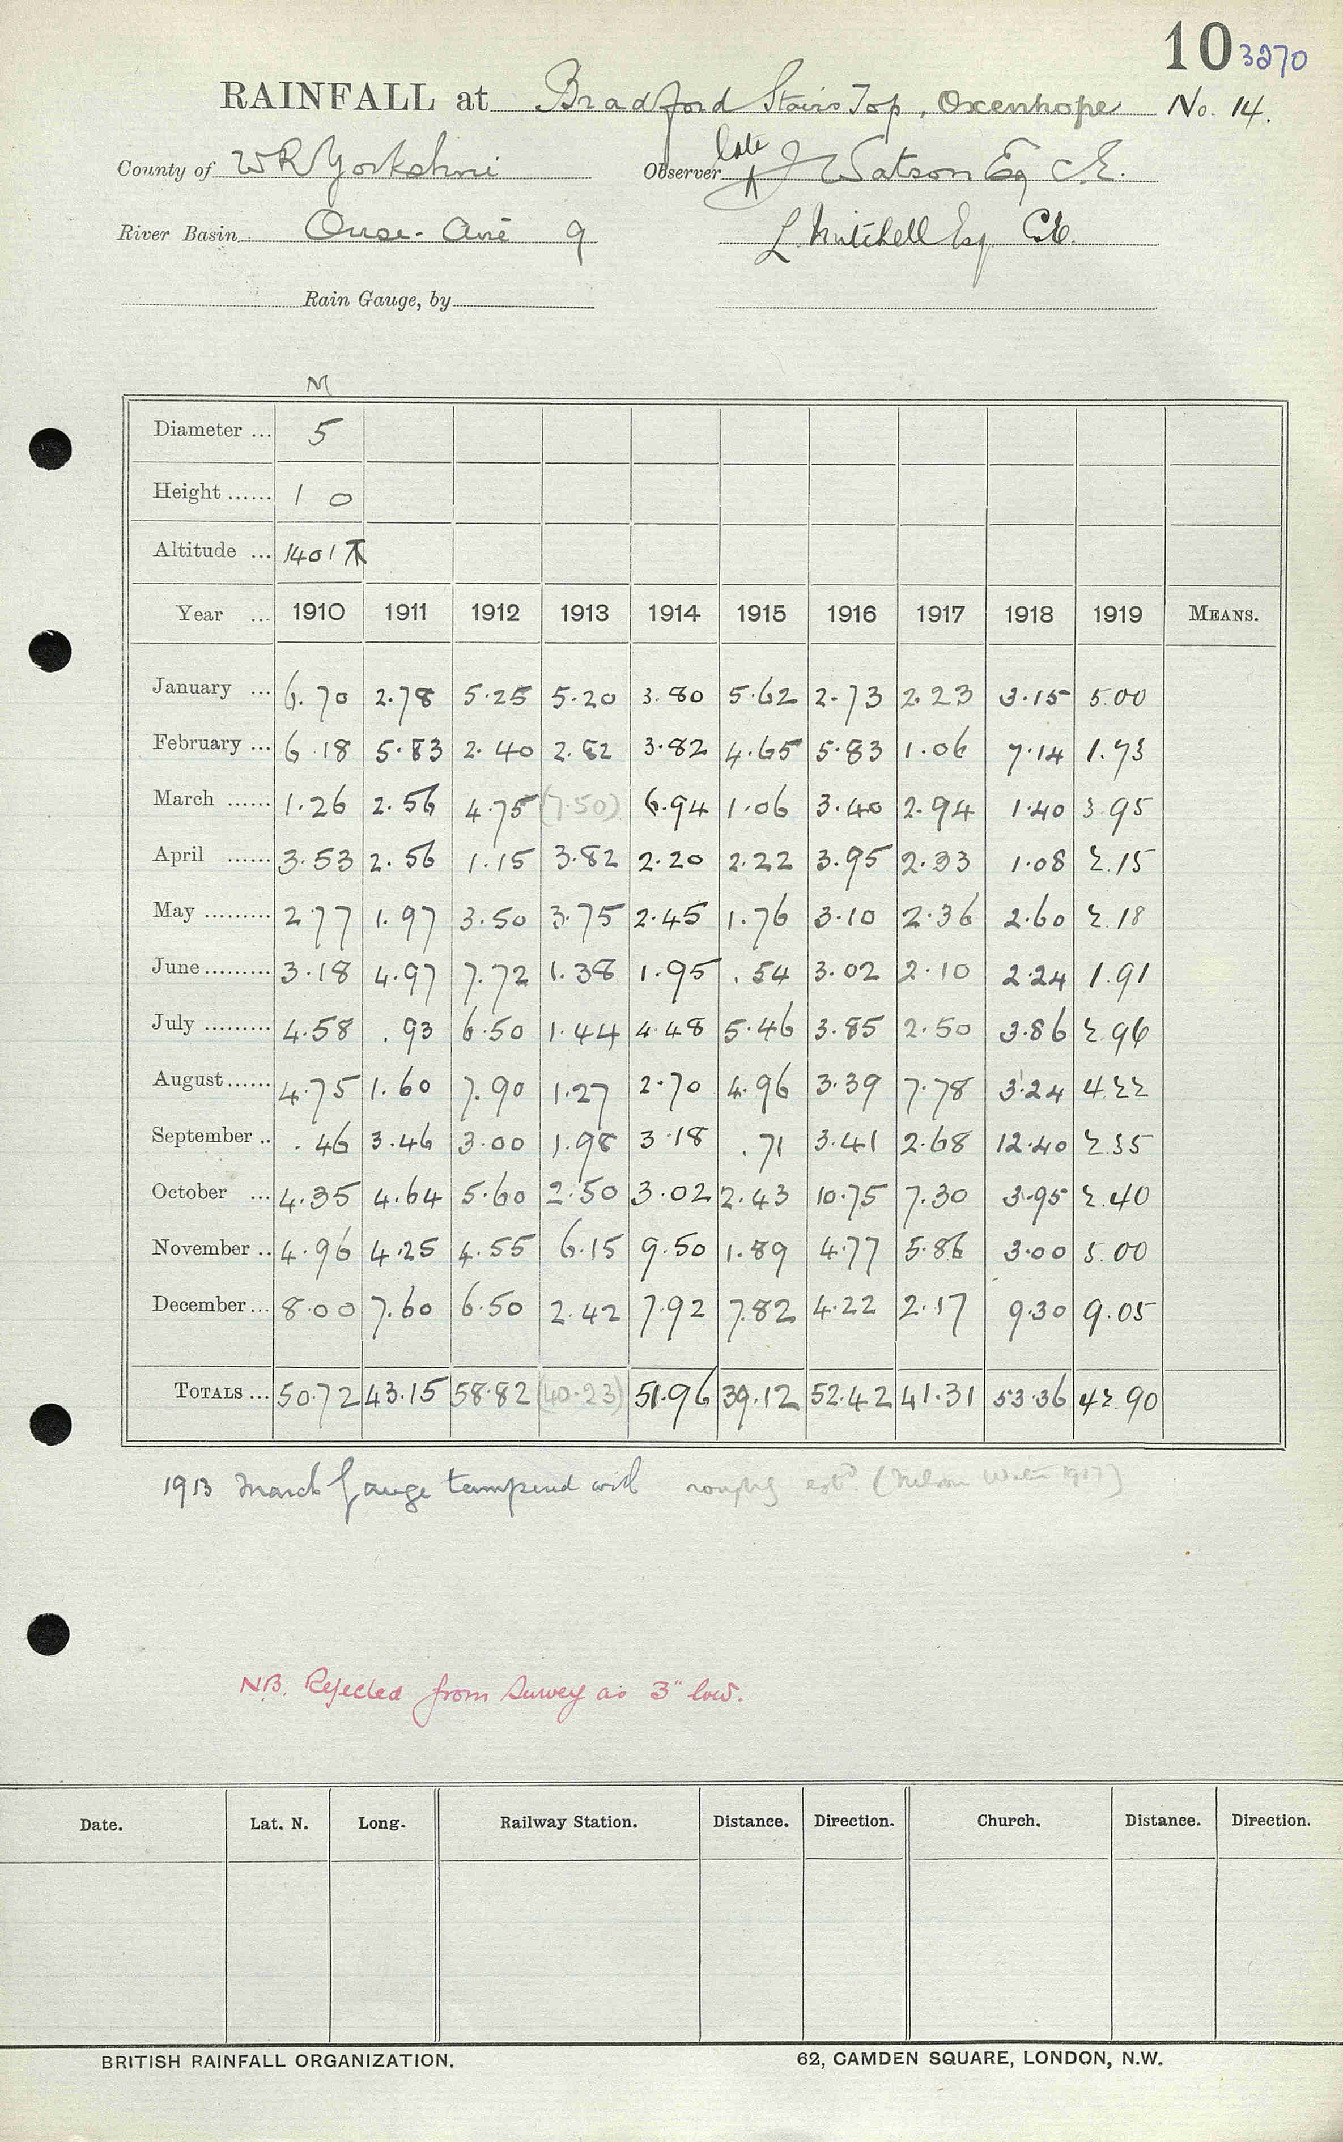 10 3270
RAINFALL at Bradford Stairs Top, Oxenhope No. 14.
County of W R Yorkshire Observer late J Watson Esq C.E.
River Basin Ouse-Aire 9 L. Mitchell Esq C.E.
Rain Gauge, by
M
Diameter ... 5
Height ...... 1 0
Altitude ... 1401
Year ... 1910 1911 1912 1913 1914 1915 1916 1917 1918 1919 MEANS.
January ... 6.70 2.78 5.25 5.20 3.80 5.62 2.73 2.23 3.15 5.00
February ... 6.18 5.83 2.40 2.82 3.82 4.65 5.83 1.06 7.14 1.73
March ...... 1.26 2.56 4.75 (7.50) 6.94 1.06 3.40 2.94 1.40 3.95
April ...... 3.53 2.56 1.15 3.82 2.20 2.22 3.95 2.33 1.08 2.15
May ......... 2.77 1.97 3.50 3.75 2.45 1.76 3.10 2.36 2.60 2.18
June ......... 3.18 4.97 7.72 1.38 1.95 .54 3.02 2.10 2.24 1.91
July ......... 4.58 .93 6.50 1.44 4.48 5.46 3.85 2.50 3.86 2.96
August ...... 4.75 1.60 7.90 1.27 2.70 4.96 3.39 7.78 3.24 4.22
September .. .46 3.46 3.00 1.98 3.18 .71 3.41 2.68 12.40 2.35
October ... 4.35 4.64 5.60 2.50 3.02 2.43 10.75 7.30 3.95 2.40
November .. 4.96 4.25 4.55 6.15 9.50 1.89 4.77 5.86 3.00 5.00
December ... 8.00 7.60 6.50 2.42 7.92 7.82 4.22 2.17 9.30 9.05
TOTALS ... 50.72 43.15 58.82 (40.23) 51.96 39.12 52.42 41.31 53.36 42.90
1913 March Gauge tampered with roughly estd (Nelson Water
N.B. Rejected from Survey as 3" low.
Date. Lat. N. Long. Railway Station. Distance. Direction. Church. Distance. Direction.
BRITISH RAINFALL ORGANIZATION. 62, CAMDEN SQUARE, LONDON, N.W.